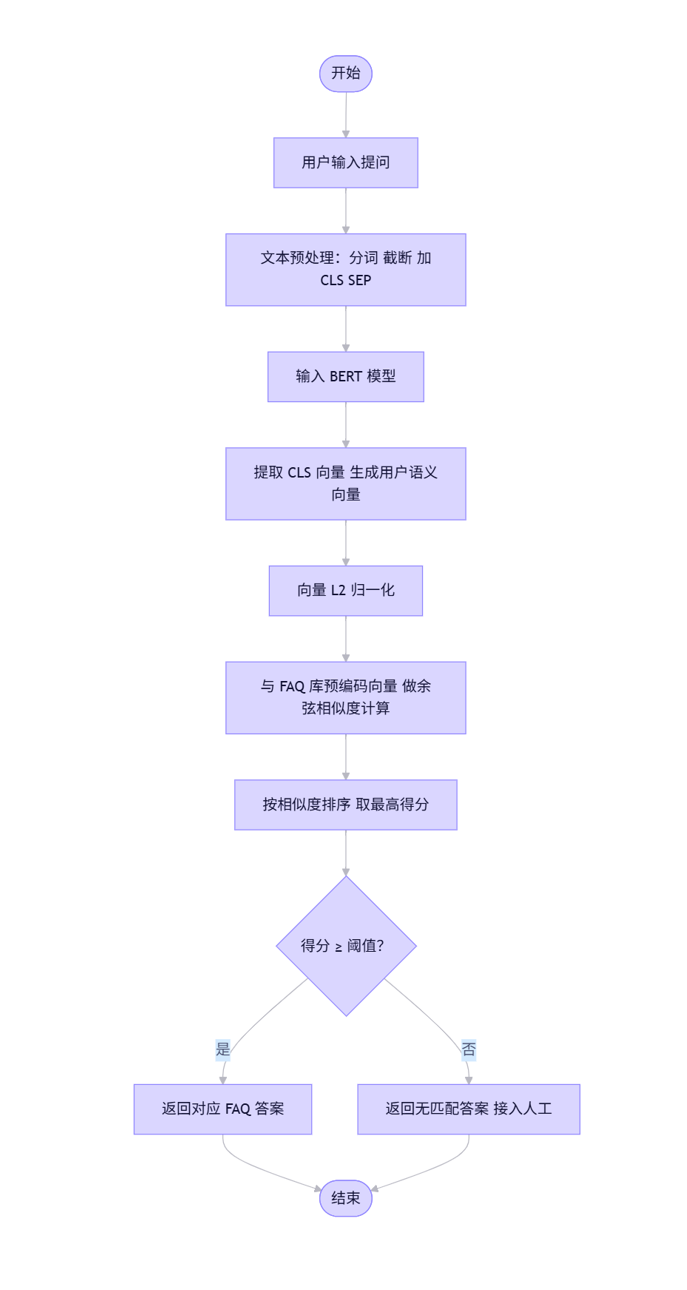 开始
用户输入提问
文本预处理：分词 截断 加
CLS SEP
输入 BERT 模型
提取 CLS 向量 生成用户语义
向量
向量 L2 归一化
与 FAQ 库预编码向量 做余
弦相似度计算
按相似度排序 取最高得分
得分 ≥ 阈值？
是
否
返回对应 FAQ 答案
返回无匹配答案 接入人工
结束